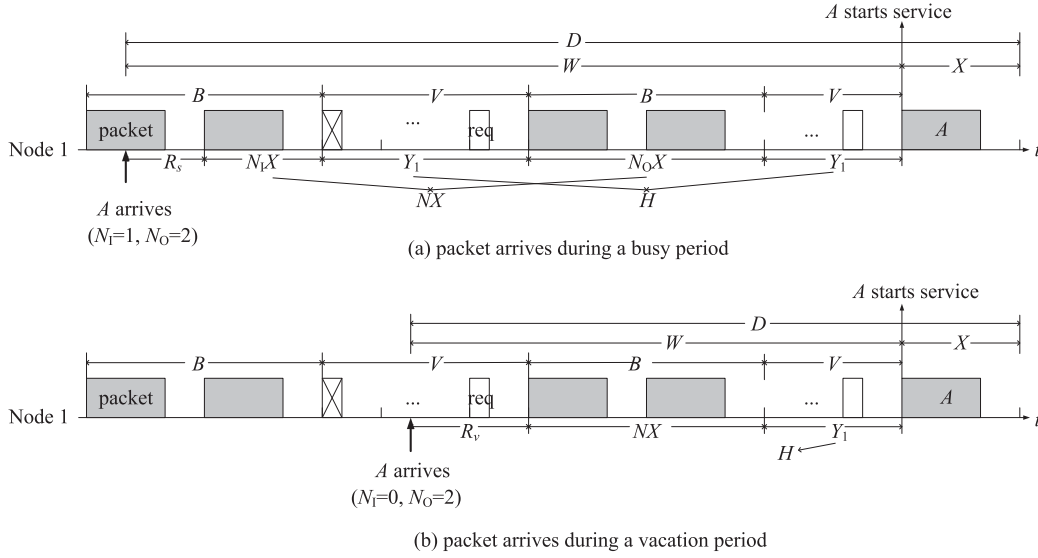 A starts service
D
W X
B V B V
packet ... req ... A
Node 1 t
R_s N_I X Y_1 N_O X Y_1
NX H
A arrives
(N_I=1, N_O=2)
(a) packet arrives during a busy period
A starts service
D
W X
B V B V
packet ... req ... A
Node 1 t
R_v NX Y_1
H
A arrives
(N_I=0, N_O=2)
(b) packet arrives during a vacation period